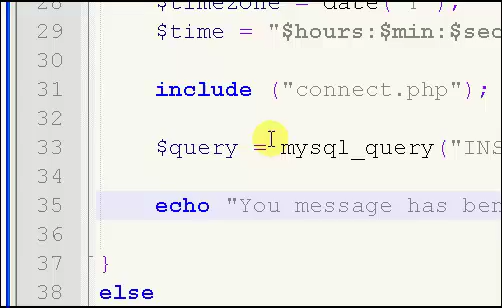 28 $timezone = date("T");
29 $time = "$hours:$min:$sec
30
31 include ("connect.php");
32
33 $query = mysql_query("INS
34
35 echo "You message has ben
36
37 }
38 else